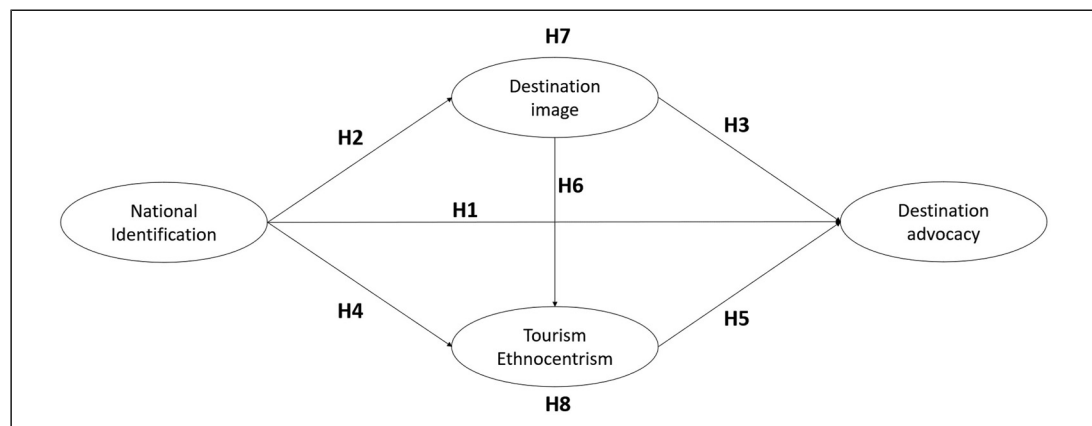 H7
Destination
image
H2
H3
H6
National
Identification
H1
Destination
advocacy
H4
Tourism
Ethnocentrism
H5
H8